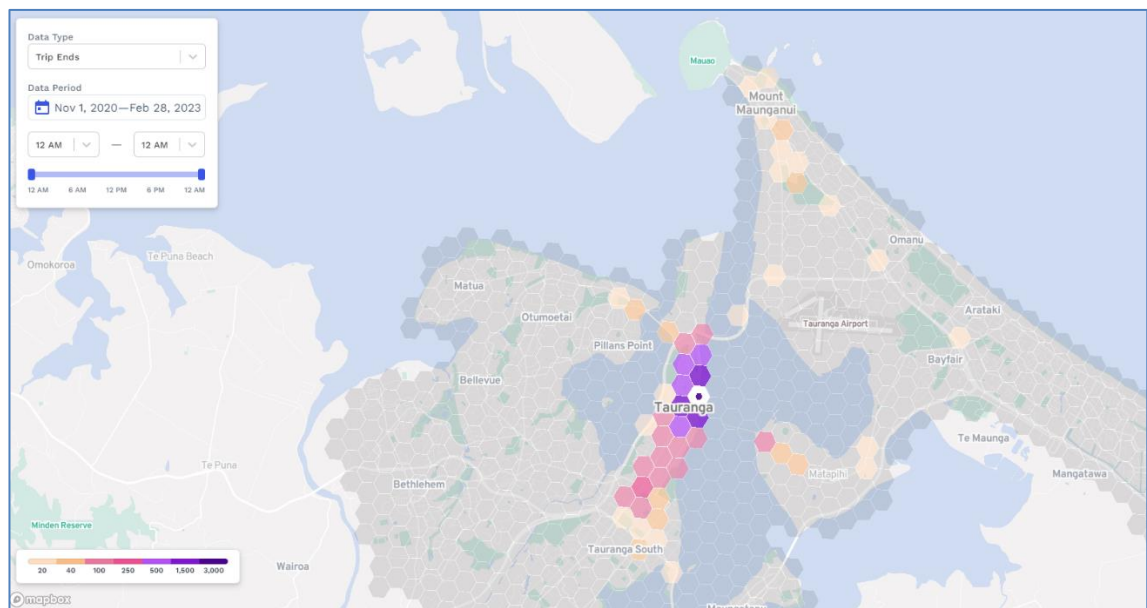 Data Type
Trip Ends
Data Period
Nov 1, 2020—Feb 28, 2023
12 AM — 12 AM
12 AM 6 AM 12 PM 6 PM 12 AM
Mauao
Mount
Maunganui
Omokoroa
Te Puna Beach
Omanu
Matua
Arataki
Otumoetai
Tauranga Airport
Pillans Point
Bayfair
Bellevue
Tauranga
Te Maunga
Te Puna
Bethlehem
Matapihi
Mangatawa
Minden Reserve
Tauranga South
Wairoa
20 40 100 250 500 1,500 3,000
mapbox